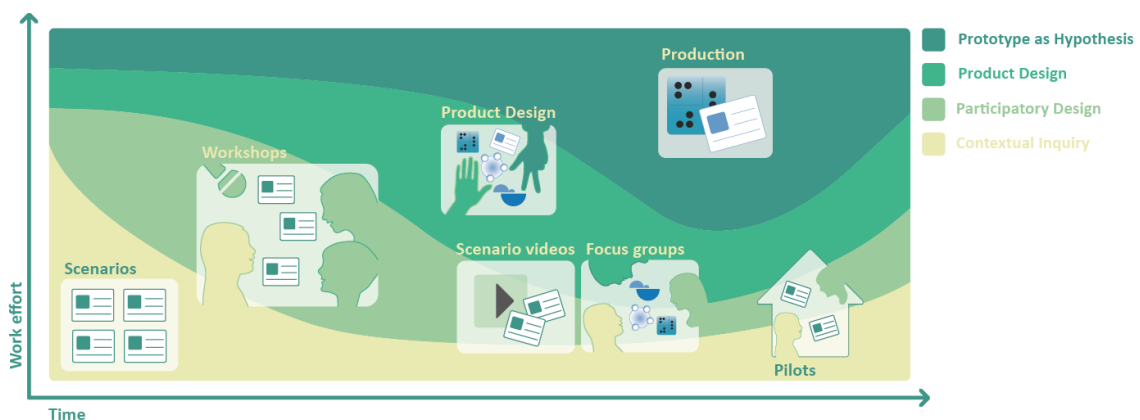 Prototype as Hypothesis
Production
Product Design
Product Design
Participatory Design
Workshops
Contextual Inquiry
Scenario videos
Focus groups
Scenarios
Work effort
Pilots
Time